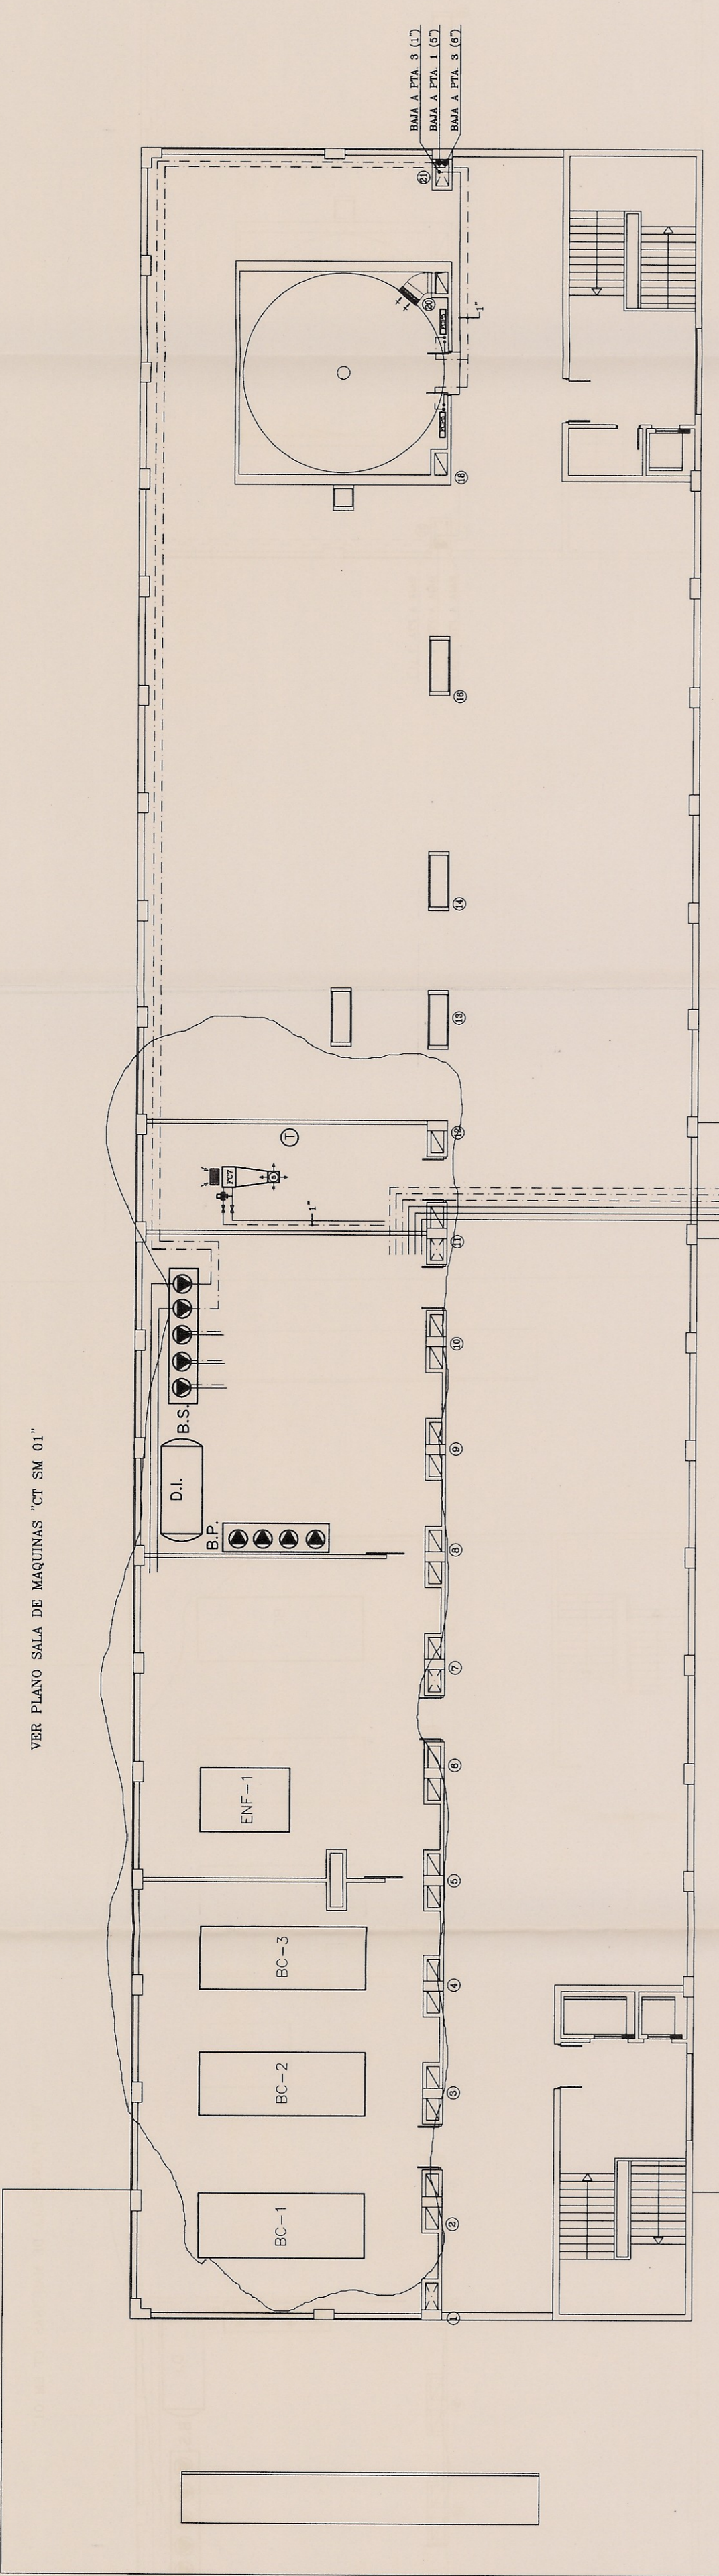 BAJA A PTA. 3 (1")
BAJA A PTA. 1 (5")
BAJA A PTA. 3 (6")
21
20
1"
18
16
14
13
T
12
FC7
1"
11
10
B.S.
9
VER PLANO SALA DE MAQUINAS "CT SM 01"
D.I.
B.P.
8
7
6
ENF-1
5
BC-3
4
BC-2
3
BC-1
2
1